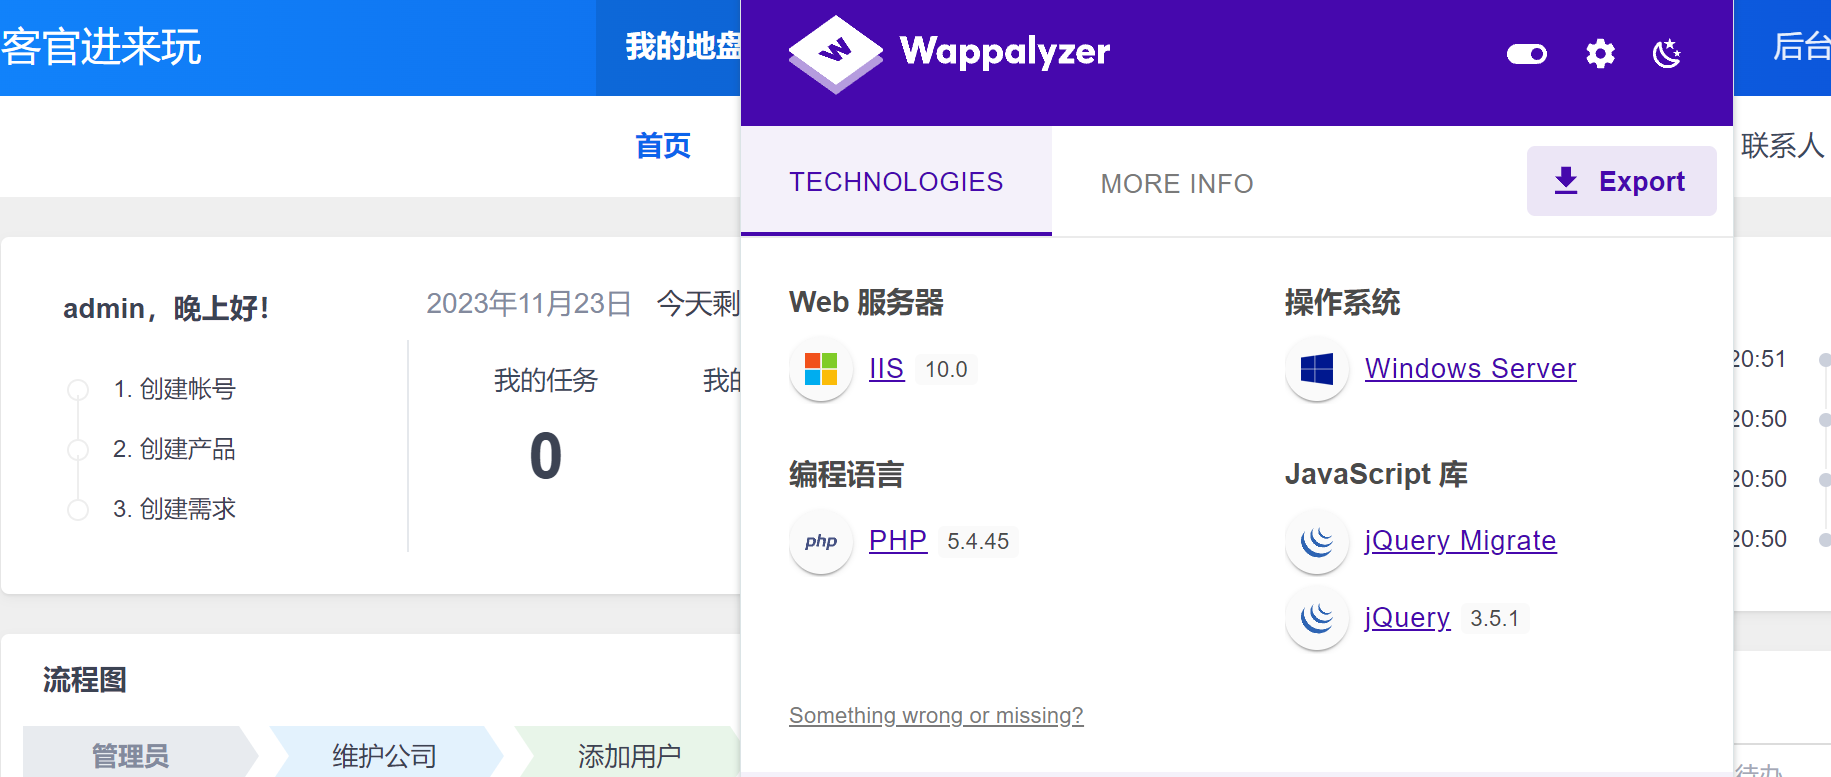 客官进来玩
我的地盘
Wappalyzer
后台
首页
TECHNOLOGIES
MORE INFO
Export
联系人
admin，晚上好！
2023年11月23日
今天剩
1. 创建帐号
2. 创建产品
3. 创建需求
我的任务
0
我的
Web 服务器
IIS 10.0
操作系统
Windows Server
编程语言
PHP 5.4.45
JavaScript 库
jQuery Migrate
jQuery 3.5.1
Something wrong or missing?
20:51
20:50
20:50
20:50
流程图
管理员
维护公司
添加用户
待办